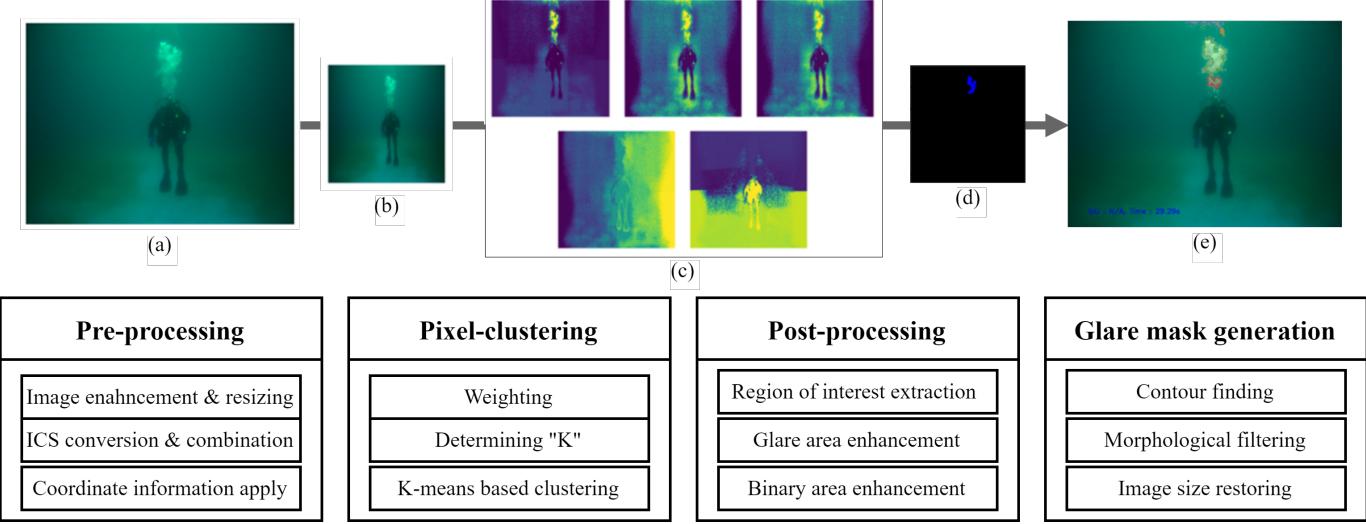 (a)
(b)
(c)
(d)
(e)
Pre-processing
Image enahncement & resizing
ICS conversion & combination
Coordinate information apply
Pixel-clustering
Weighting
Determining "K"
K-means based clustering
Post-processing
Region of interest extraction
Glare area enhancement
Binary area enhancement
Glare mask generation
Contour finding
Morphological filtering
Image size restoring